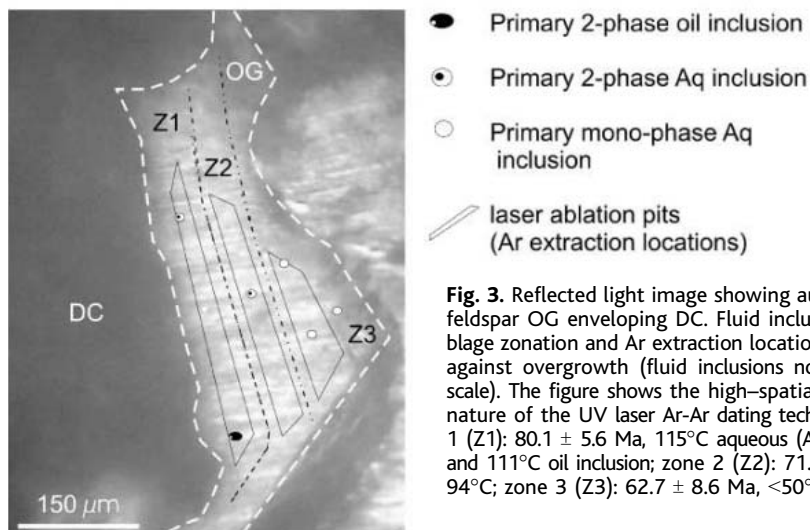 OG
Z1
Z2
Z3
DC
150 μm
Primary 2-phase oil inclusion
Primary 2-phase Aq inclusion
Primary mono-phase Aq
inclusion
laser ablation pits
(Ar extraction locations)
Fig. 3. Reflected light image showing au
feldspar OG enveloping DC. Fluid inclu
blage zonation and Ar extraction location
against overgrowth (fluid inclusions no
scale). The figure shows the high–spatia
nature of the UV laser Ar-Ar dating tech
1 (Z1): 80.1 ± 5.6 Ma, 115°C aqueous (A
and 111°C oil inclusion; zone 2 (Z2): 71.
94°C; zone 3 (Z3): 62.7 ± 8.6 Ma, <50°